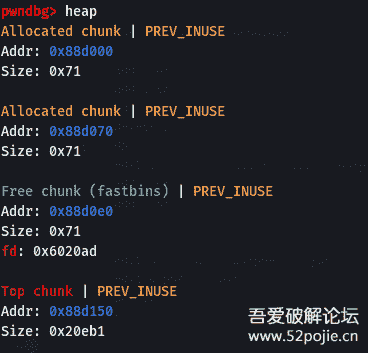 pwndbg> heap
Allocated chunk | PREV_INUSE
Addr: 0x88d000
Size: 0x71
Allocated chunk | PREV_INUSE
Addr: 0x88d070
Size: 0x71
Free chunk (fastbins) | PREV_INUSE
Addr: 0x88d0e0
Size: 0x71
fd: 0x6020ad
Top chunk | PREV_INUSE
Addr: 0x88d150
Size: 0x20eb1
吾爱破解论坛
www.52pojie.cn